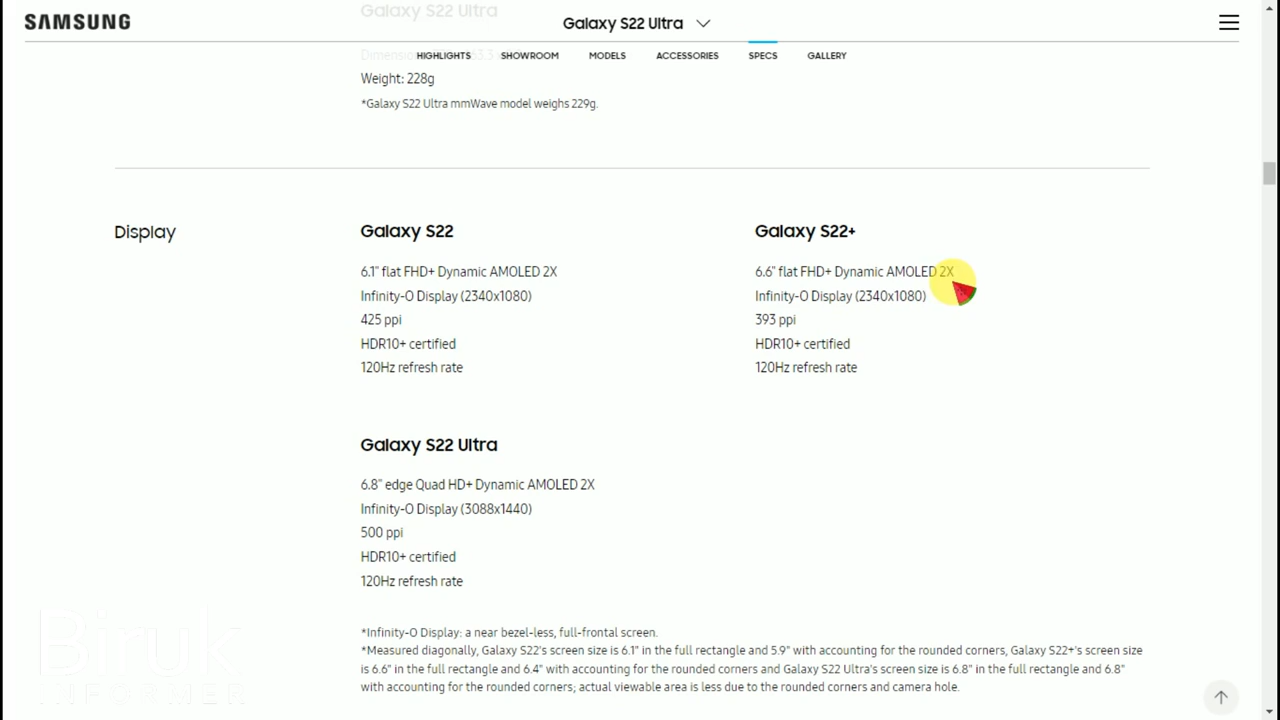 Galaxy S22 Ultra
SAMSUNG
Galaxy S22 Ultra
HIGHLIGHTS SHOWROOM MODELS ACCESSORIES SPECS GALLERY
Weight: 228g
*Galaxy S22 Ultra mmWave model weighs 229g.
Display
Galaxy S22
6.1" flat FHD+ Dynamic AMOLED 2X
Infinity-O Display (2340x1080)
425 ppi
HDR10+ certified
120Hz refresh rate
Galaxy S22+
6.6" flat FHD+ Dynamic AMOLED 2X
Infinity-O Display (2340x1080)
393 ppi
HDR10+ certified
120Hz refresh rate
Galaxy S22 Ultra
6.8" edge Quad HD+ Dynamic AMOLED 2X
Infinity-O Display (3088x1440)
500 ppi
HDR10+ certified
120Hz refresh rate
*Infinity-O Display: a near bezel-less, full-frontal screen.
*Measured diagonally, Galaxy S22's screen size is 6.1" in the full rectangle and 5.9" with accounting for the rounded corners, Galaxy S22+'s screen size
is 6.6" in the full rectangle and 6.4" with accounting for the rounded corners and Galaxy S22 Ultra's screen size is 6.8" in the full rectangle and 6.8"
with accounting for the rounded corners; actual viewable area is less due to the rounded corners and camera hole.
Biruk
INFORMER